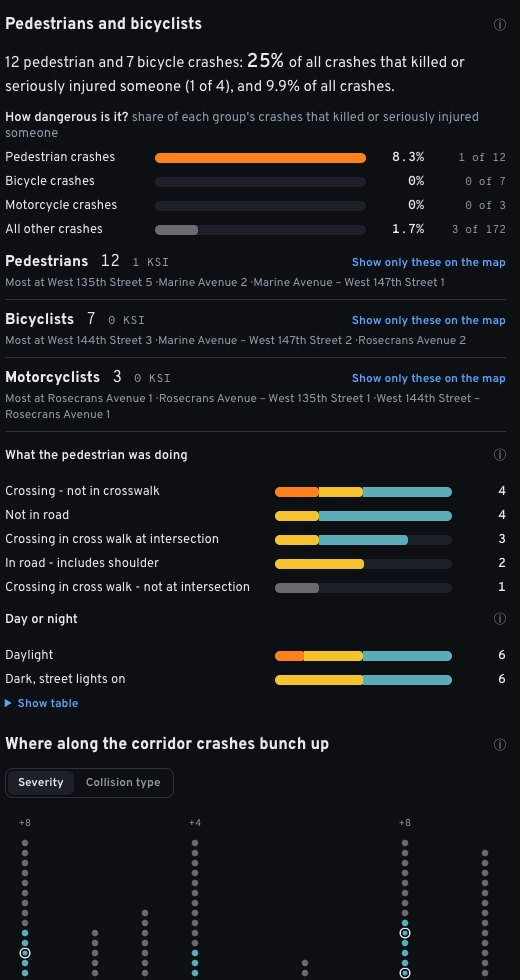 Pedestrians and bicyclists
12 pedestrian and 7 bicycle crashes: 25% of all crashes that killed or
seriously injured someone (1 of 4), and 9.9% of all crashes.
How dangerous is it? share of each group's crashes that killed or seriously injured
someone
Pedestrian crashes 8.3% 1 of 12
Bicycle crashes 0% 0 of 7
Motorcycle crashes 0% 0 of 3
All other crashes 1.7% 3 of 172
Pedestrians 12 1 KSI Show only these on the map
Most at West 135th Street 5 ·Marine Avenue 2 ·Marine Avenue – West 147th Street 1
Bicyclists 7 0 KSI Show only these on the map
Most at West 144th Street 3 ·Marine Avenue – West 147th Street 2 ·Rosecrans Avenue 2
Motorcyclists 3 0 KSI Show only these on the map
Most at Rosecrans Avenue 1 ·Rosecrans Avenue – West 135th Street 1 ·West 144th Street –
Rosecrans Avenue 1
What the pedestrian was doing
Crossing - not in crosswalk 4
Not in road 4
Crossing in cross walk at intersection 3
In road - includes shoulder 2
Crossing in cross walk - not at intersection 1
Day or night
Daylight 6
Dark, street lights on 6
Show table
Where along the corridor crashes bunch up
Severity Collision type
+8 +4 +8